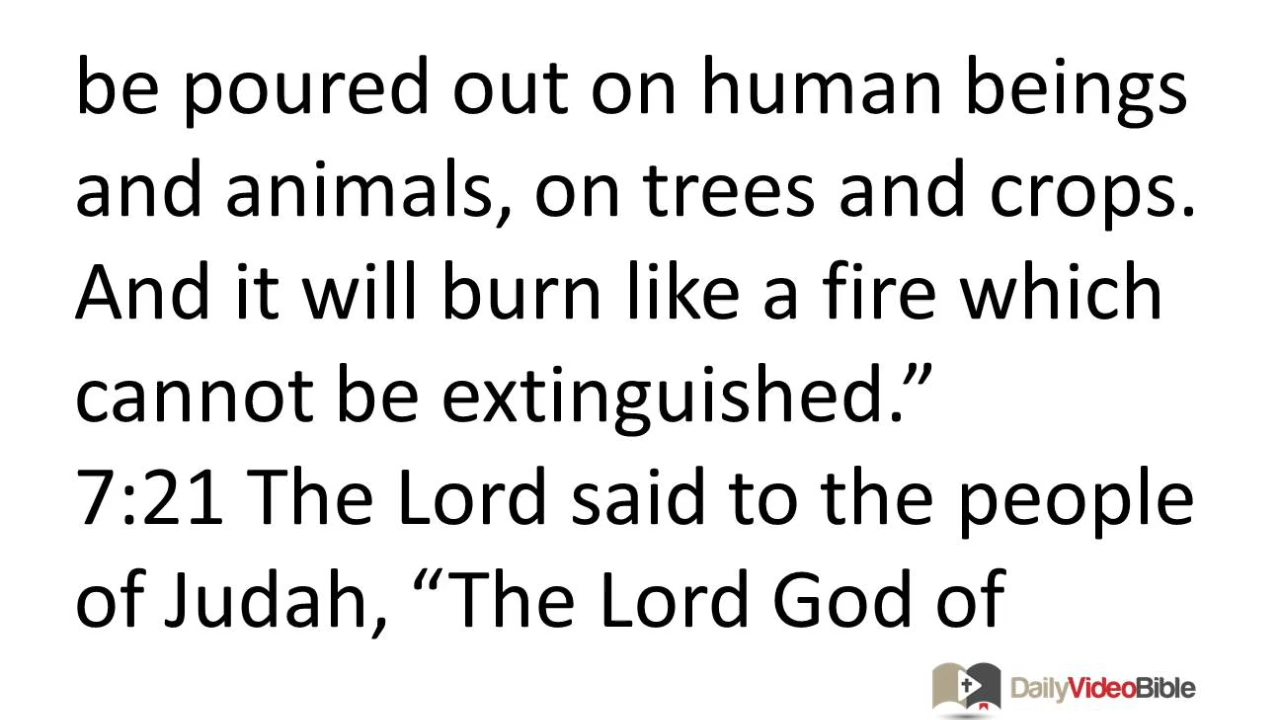 be poured out on human beings
and animals, on trees and crops.
And it will burn like a fire which
cannot be extinguished.”
7:21 The Lord said to the people
of Judah, “The Lord God of
DailyVideoBible